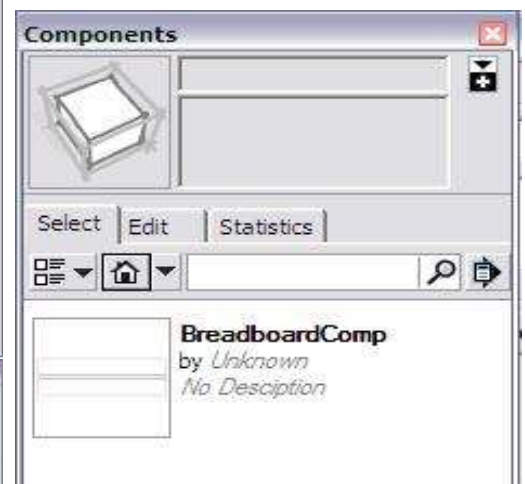 Components
Select Edit Statistics
BreadboardComp
by Unknown
No Desciption